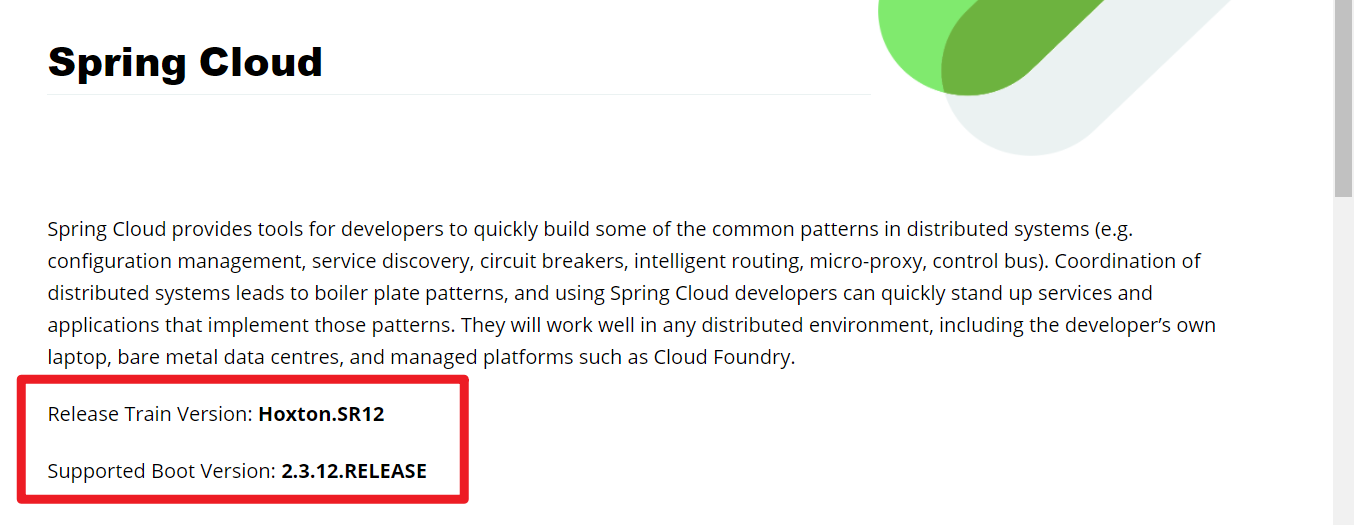 Spring Cloud
Spring Cloud provides tools for developers to quickly build some of the common patterns in distributed systems (e.g.
configuration management, service discovery, circuit breakers, intelligent routing, micro-proxy, control bus). Coordination of
distributed systems leads to boiler plate patterns, and using Spring Cloud developers can quickly stand up services and
applications that implement those patterns. They will work well in any distributed environment, including the developer’s own
laptop, bare metal data centres, and managed platforms such as Cloud Foundry.
Release Train Version: Hoxton.SR12
Supported Boot Version: 2.3.12.RELEASE